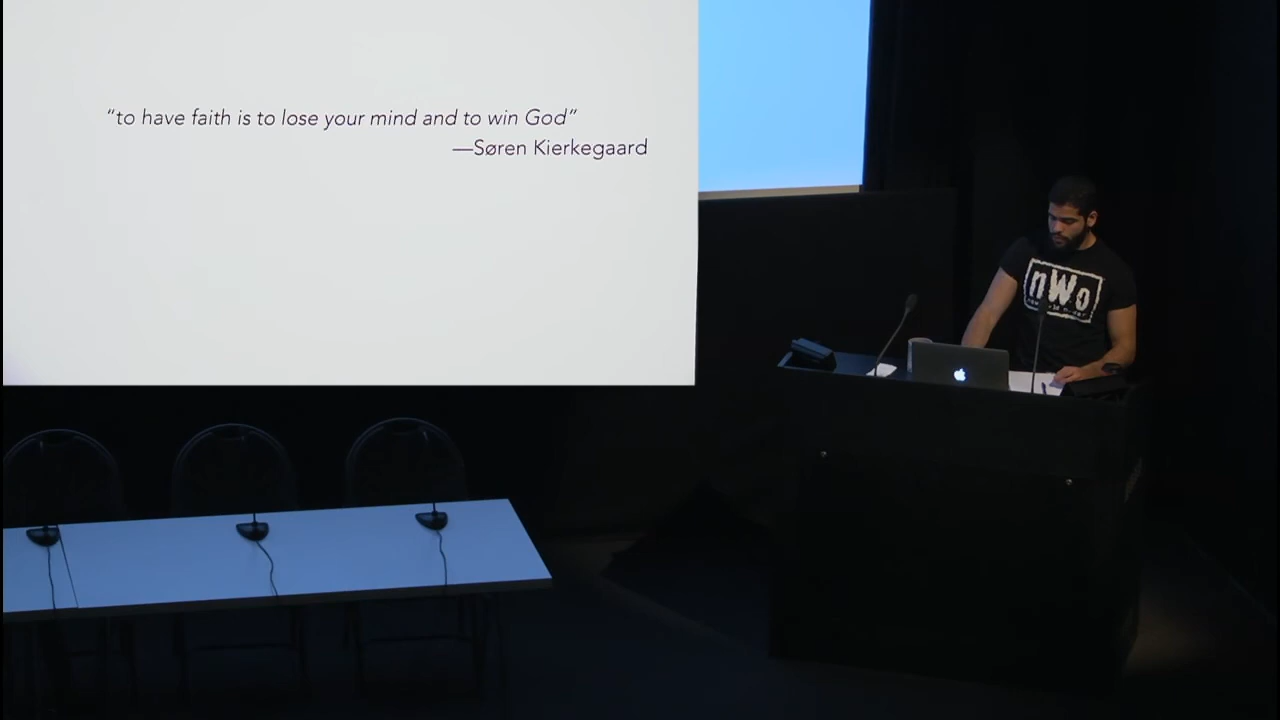 “to have faith is to lose your mind and to win God”
—Søren Kierkegaard
nWo